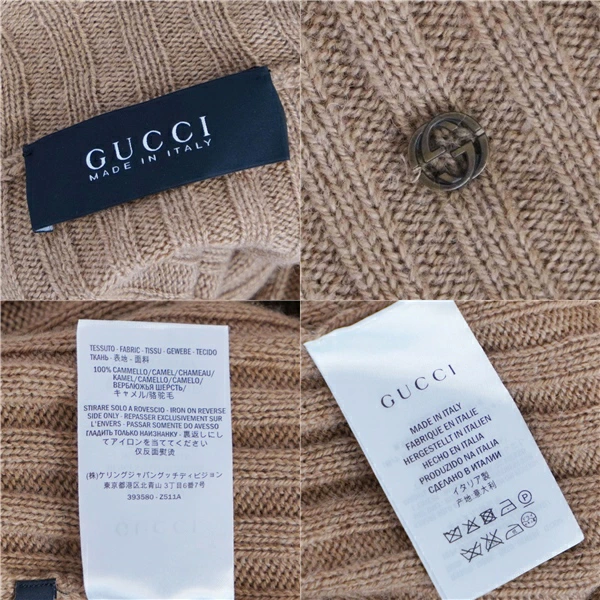 GUCCI
MADE IN ITALY
TESSUTO - FABRIC - TISSU - GEWEBE - TECIDO
ТКАНЬ - 表地 - 面料
100% CAMMELLO/CAMEL/CHAMEAU/
KAMEL/CAMELLO/CAMELO/
ВЕРБЛЮЖЬЯ ШЕРСТЬ/
キャメル/骆驼毛
STIRARE SOLO A ROVESCIO - IRON ON REVERSE
SIDE ONLY - REPASSER EXCLUSIVEMENT SUR
L'ENVERS - PASSAR SOMENTE DO AVESSO
ГЛАДИТЬ ТОЛЬКО НАИЗНАНКУ - 裏返しにし
てアイロンを当ててください
仅反面熨烫
(株)ケリングジャパングッチディビジョン
東京都港区北青山 3丁目6番7号
393580 - Z511A
GUCCI
MADE IN ITALY
FABRIQUÉ EN ITALIE
HERGESTELLT IN ITALIEN
HECHO EN ITALIA
PRODUZIDO NA ITALIA
СДЕЛАНО В ИТАЛИИ
イタリア製
产地:意大利